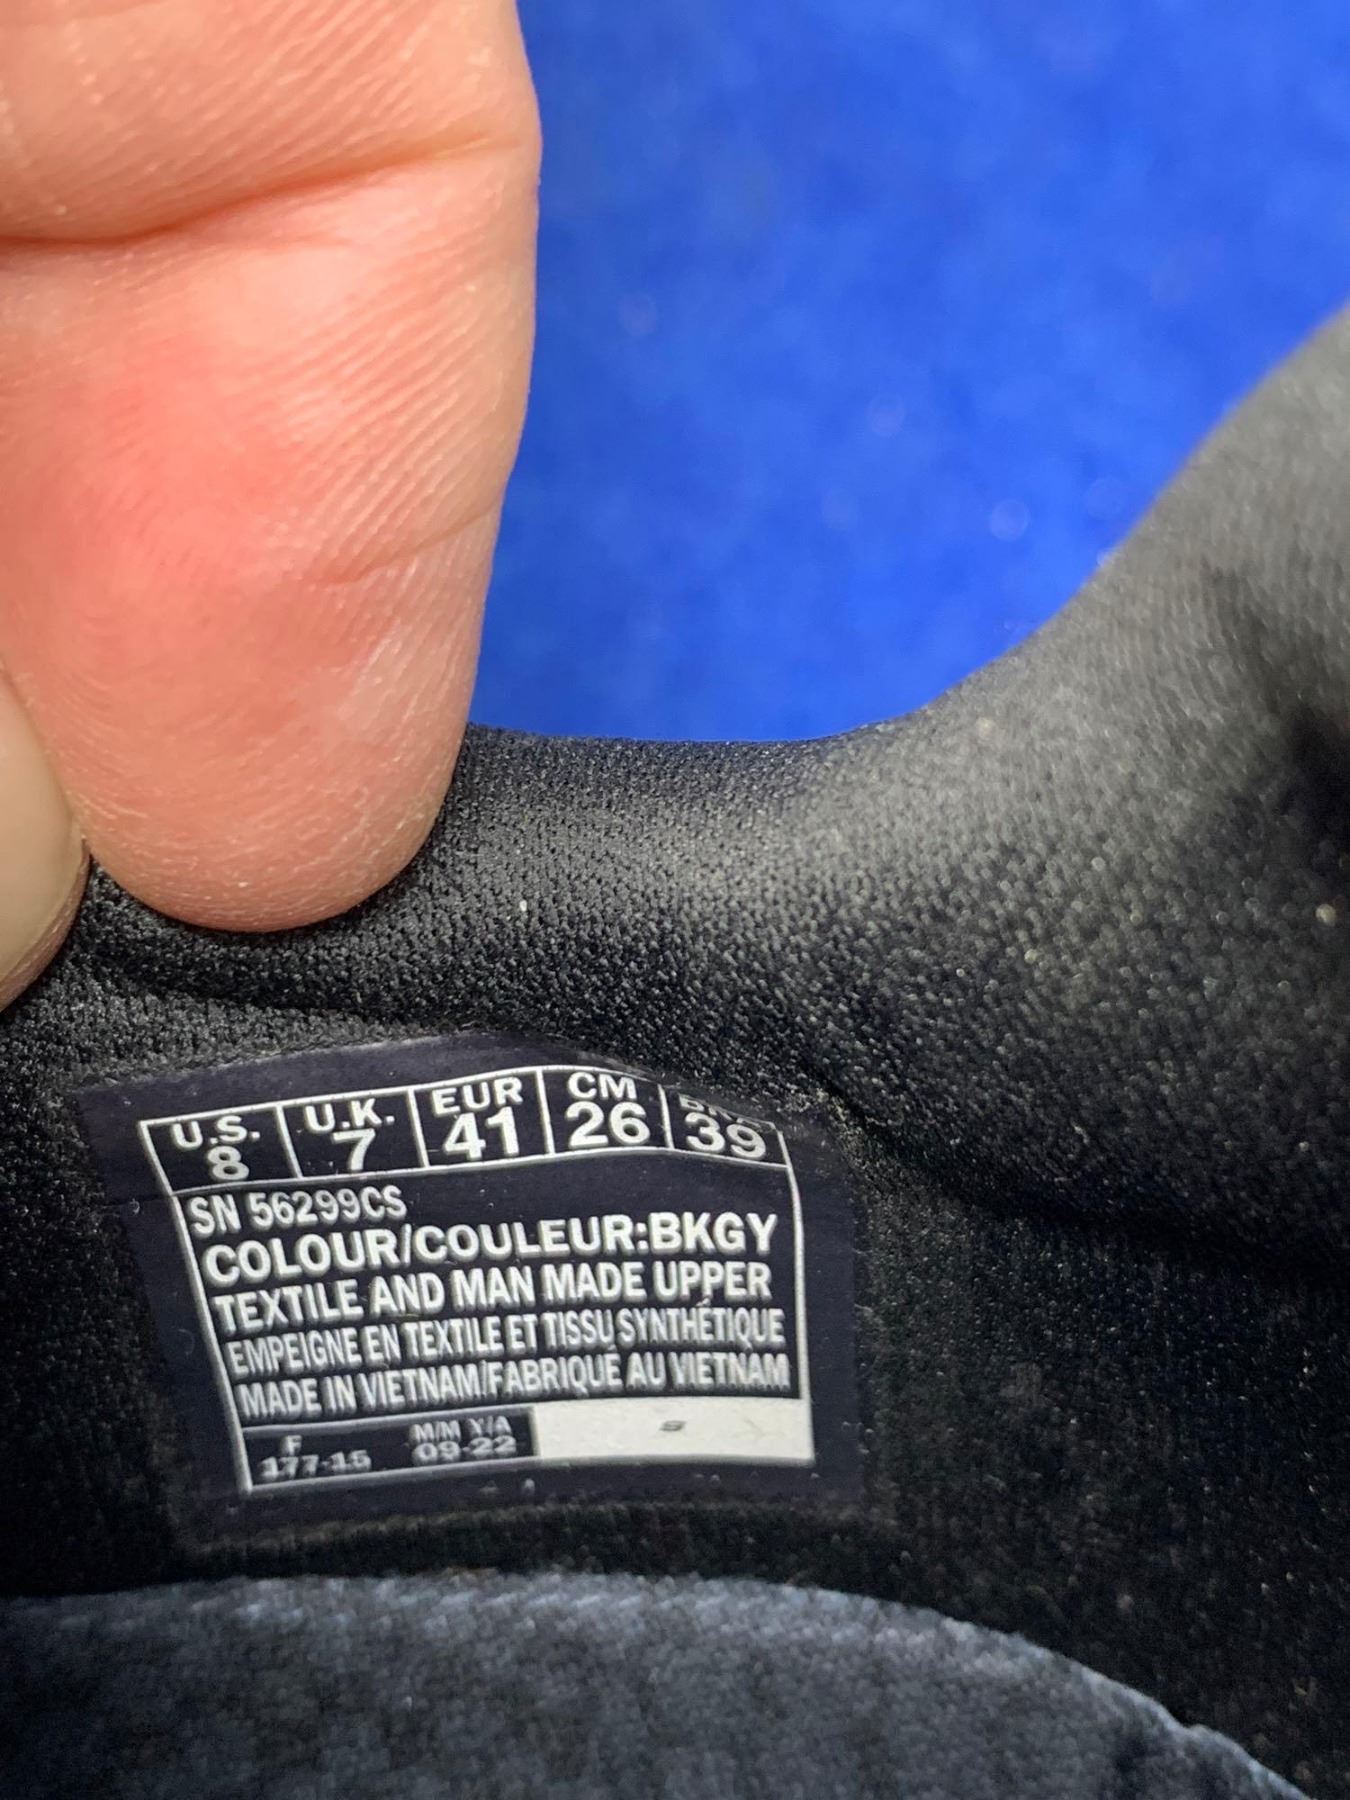 U.S. U.K. EUR CM
8 7 41 26 39
SN 56299CS
COLOUR/COULEUR:BKGY
TEXTILE AND MAN MADE UPPER
EMPEIGNE EN TEXTILE ET TISSU SYNTHÉTIQUE
MADE IN VIETNAM/FABRIQUÉ AU VIETNAM
F M/M Y/A
177-15 09-22